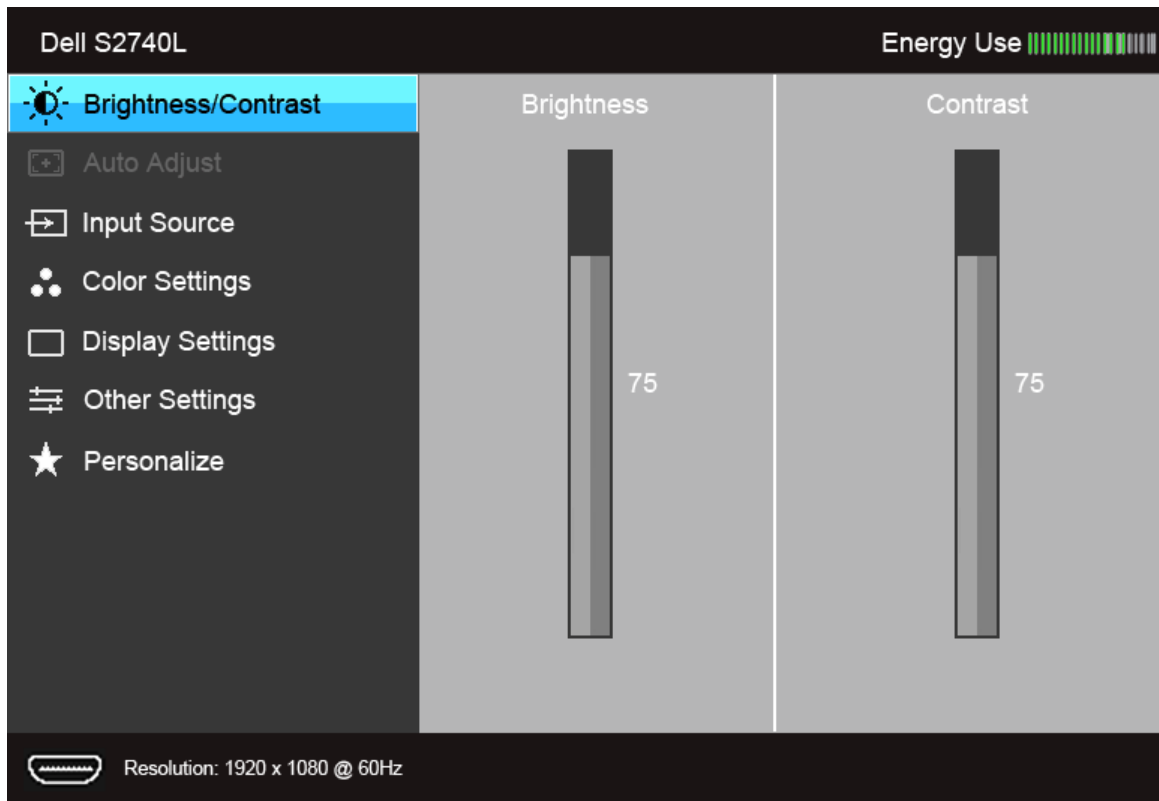 Dell S2740L
Energy Use
Brightness/Contrast
Auto Adjust
Input Source
Color Settings
Display Settings
Other Settings
Personalize
Brightness
75
Contrast
75
Resolution: 1920 x 1080 @ 60Hz